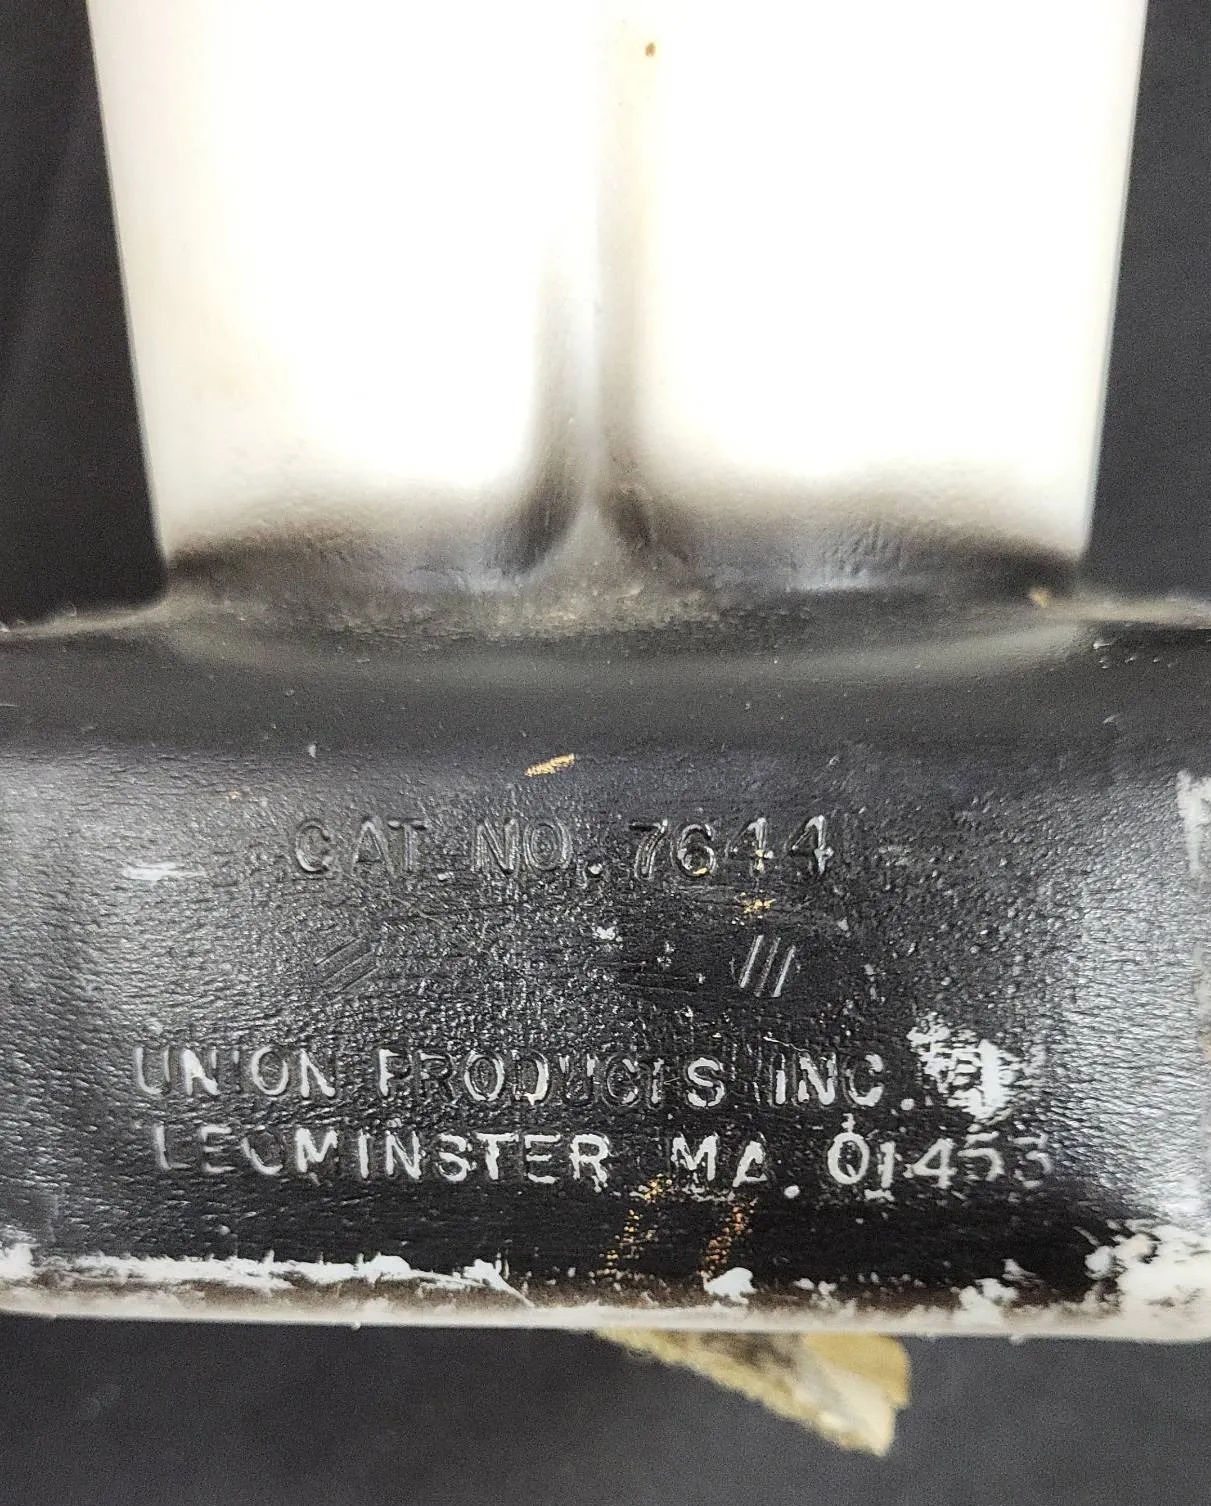 CAT. NO. 7644
UNION PRODUCTS INC.
LEOMINSTER MA. 01453